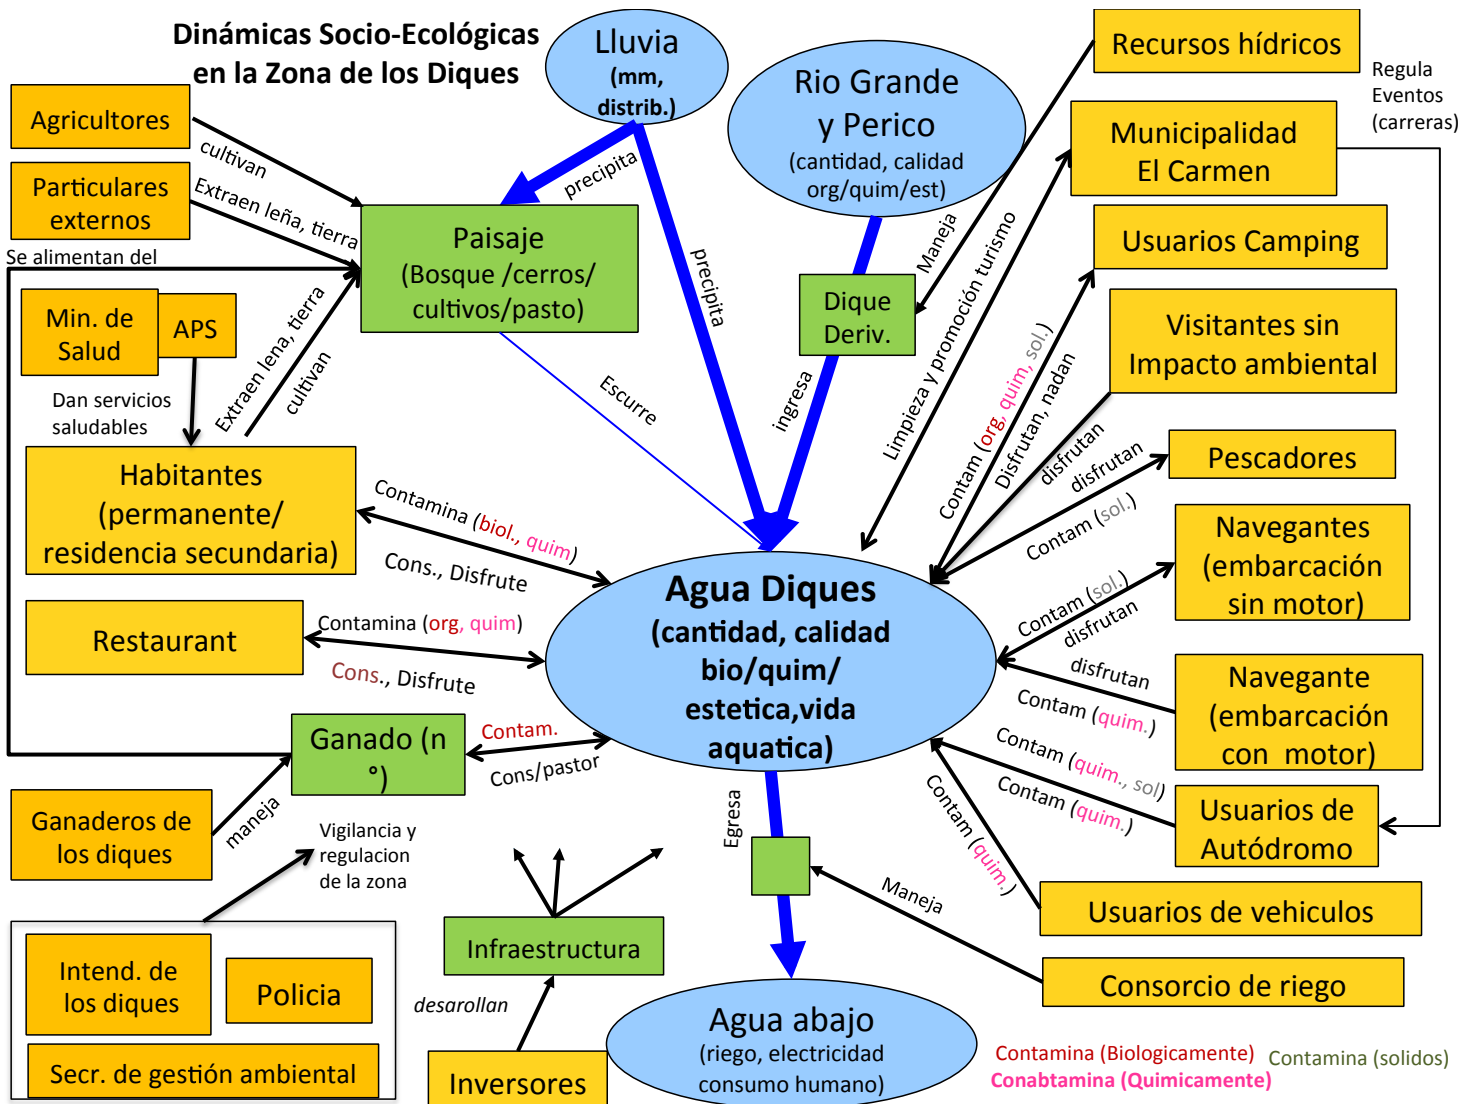 Dinámicas Socio-Ecológicas
en la Zona de los Diques
Lluvia
(mm,
distrib.)
Rio Grande
y Perico
(cantidad, calidad
org/quim/est)
Recursos hídricos
Regula
Eventos
(carreras)
Municipalidad
El Carmen
Agricultores
cultivan
Particulares
externos
Extraen leña, tierra
precipita
Paisaje
(Bosque /cerros/
cultivos/pasto)
precipita
Maneja
Usuarios Camping
Se alimentan del
Min. de
Salud
APS
Dique
Deriv.
Visitantes sin
Impacto ambiental
Dan servicios
saludables
Extraen lena, tierra
cultivan
Escurre
ingresa
Limpieza y promoción turismo
Contam (org, quim, sol.)
Disfrutan, nadan
disfrutan
disfrutan
Contam (sol.)
Pescadores
Habitantes
(permanente/
residencia secundaria)
Contamina (biol., quim)
Cons., Disfrute
Navegantes
(embarcación
sin motor)
Contam (sol.)
disfrutan
Agua Diques
(cantidad, calidad
bio/quim/
estetica,vida
aquatica)
Restaurant
Contamina (org, quim)
Cons., Disfrute
disfrutan
Contam (quim.)
Navegante
(embarcación
con motor)
Ganado (n
°)
Contam.
Cons/pastor
Contam (quim., sol)
Contam (quim.)
Contam (quim.)
Usuarios de
Autódromo
Ganaderos de
los diques
maneja
Vigilancia y
regulacion
de la zona
Egresa
Maneja
Usuarios de vehiculos
Infraestructura
Consorcio de riego
Intend. de
los diques
Policia
Secr. de gestión ambiental
desarollan
Inversores
Agua abajo
(riego, electricidad
consumo humano)
Contamina (Biologicamente)
Contamina (solidos)
Conabtamina (Quimicamente)